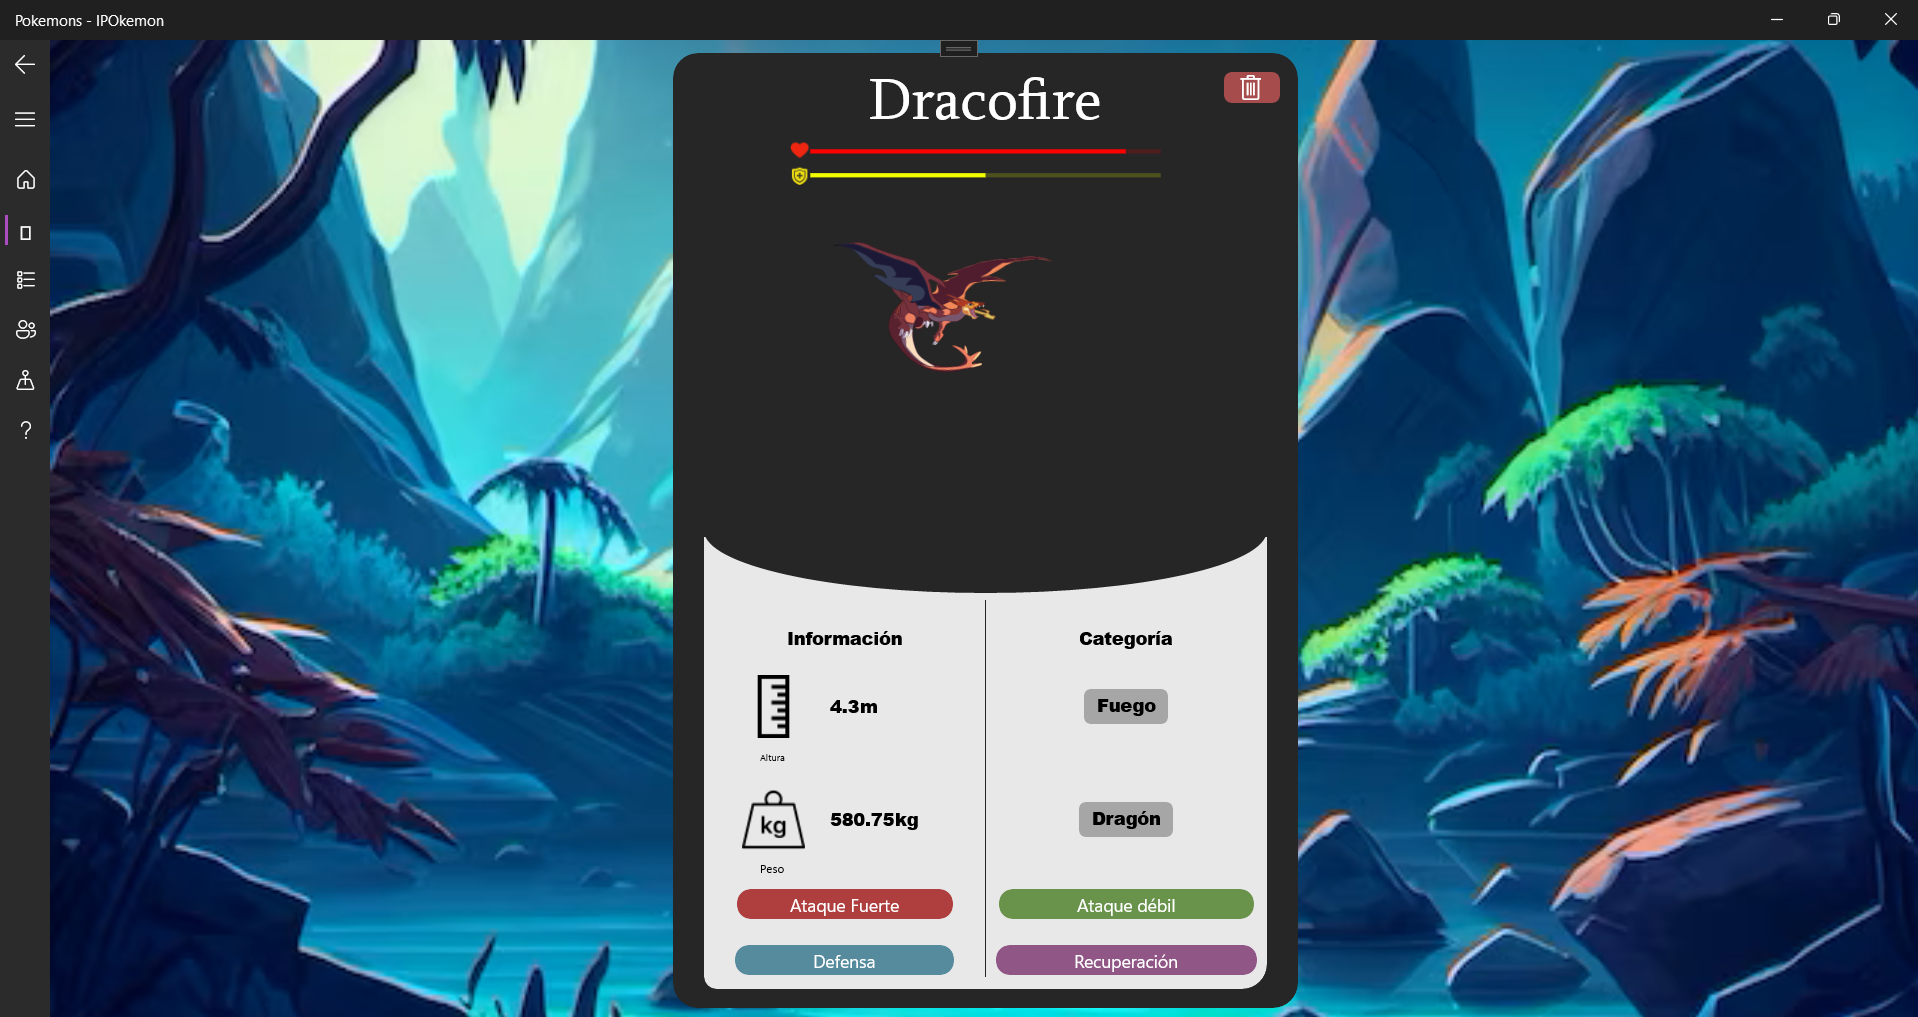 Pokemons - IPOkemon
Dracofire
Información
Categoría
4.3m
Fuego
Altura
kg
580.75kg
Dragón
Peso
Ataque Fuerte
Ataque débil
Defensa
Recuperación